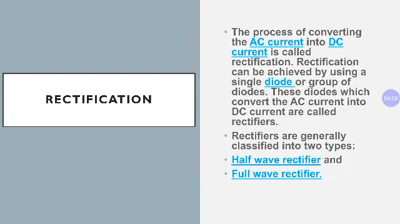 RECTIFICATION
• The process of converting
the AC current into DC
current is called
rectification. Rectification
can be achieved by using a
single diode or group of
diodes. These diodes which
convert the AC current into
DC current are called
rectifiers.
• Rectifiers are generally
classified into two types:
• Half wave rectifier and
• Full wave rectifier.